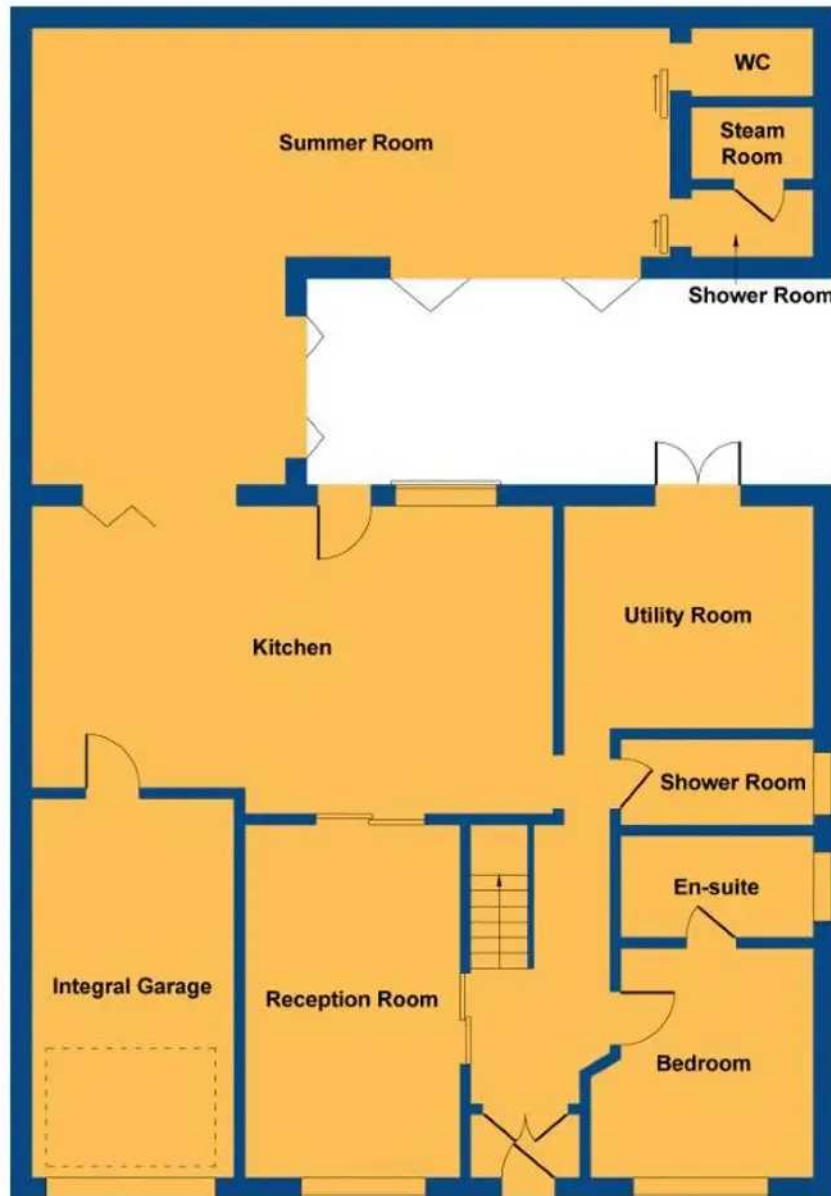 WC
Summer Room
Steam
Room
Shower Room
Utility Room
Kitchen
Shower Room
En-suite
Integral Garage
Reception Room
Bedroom